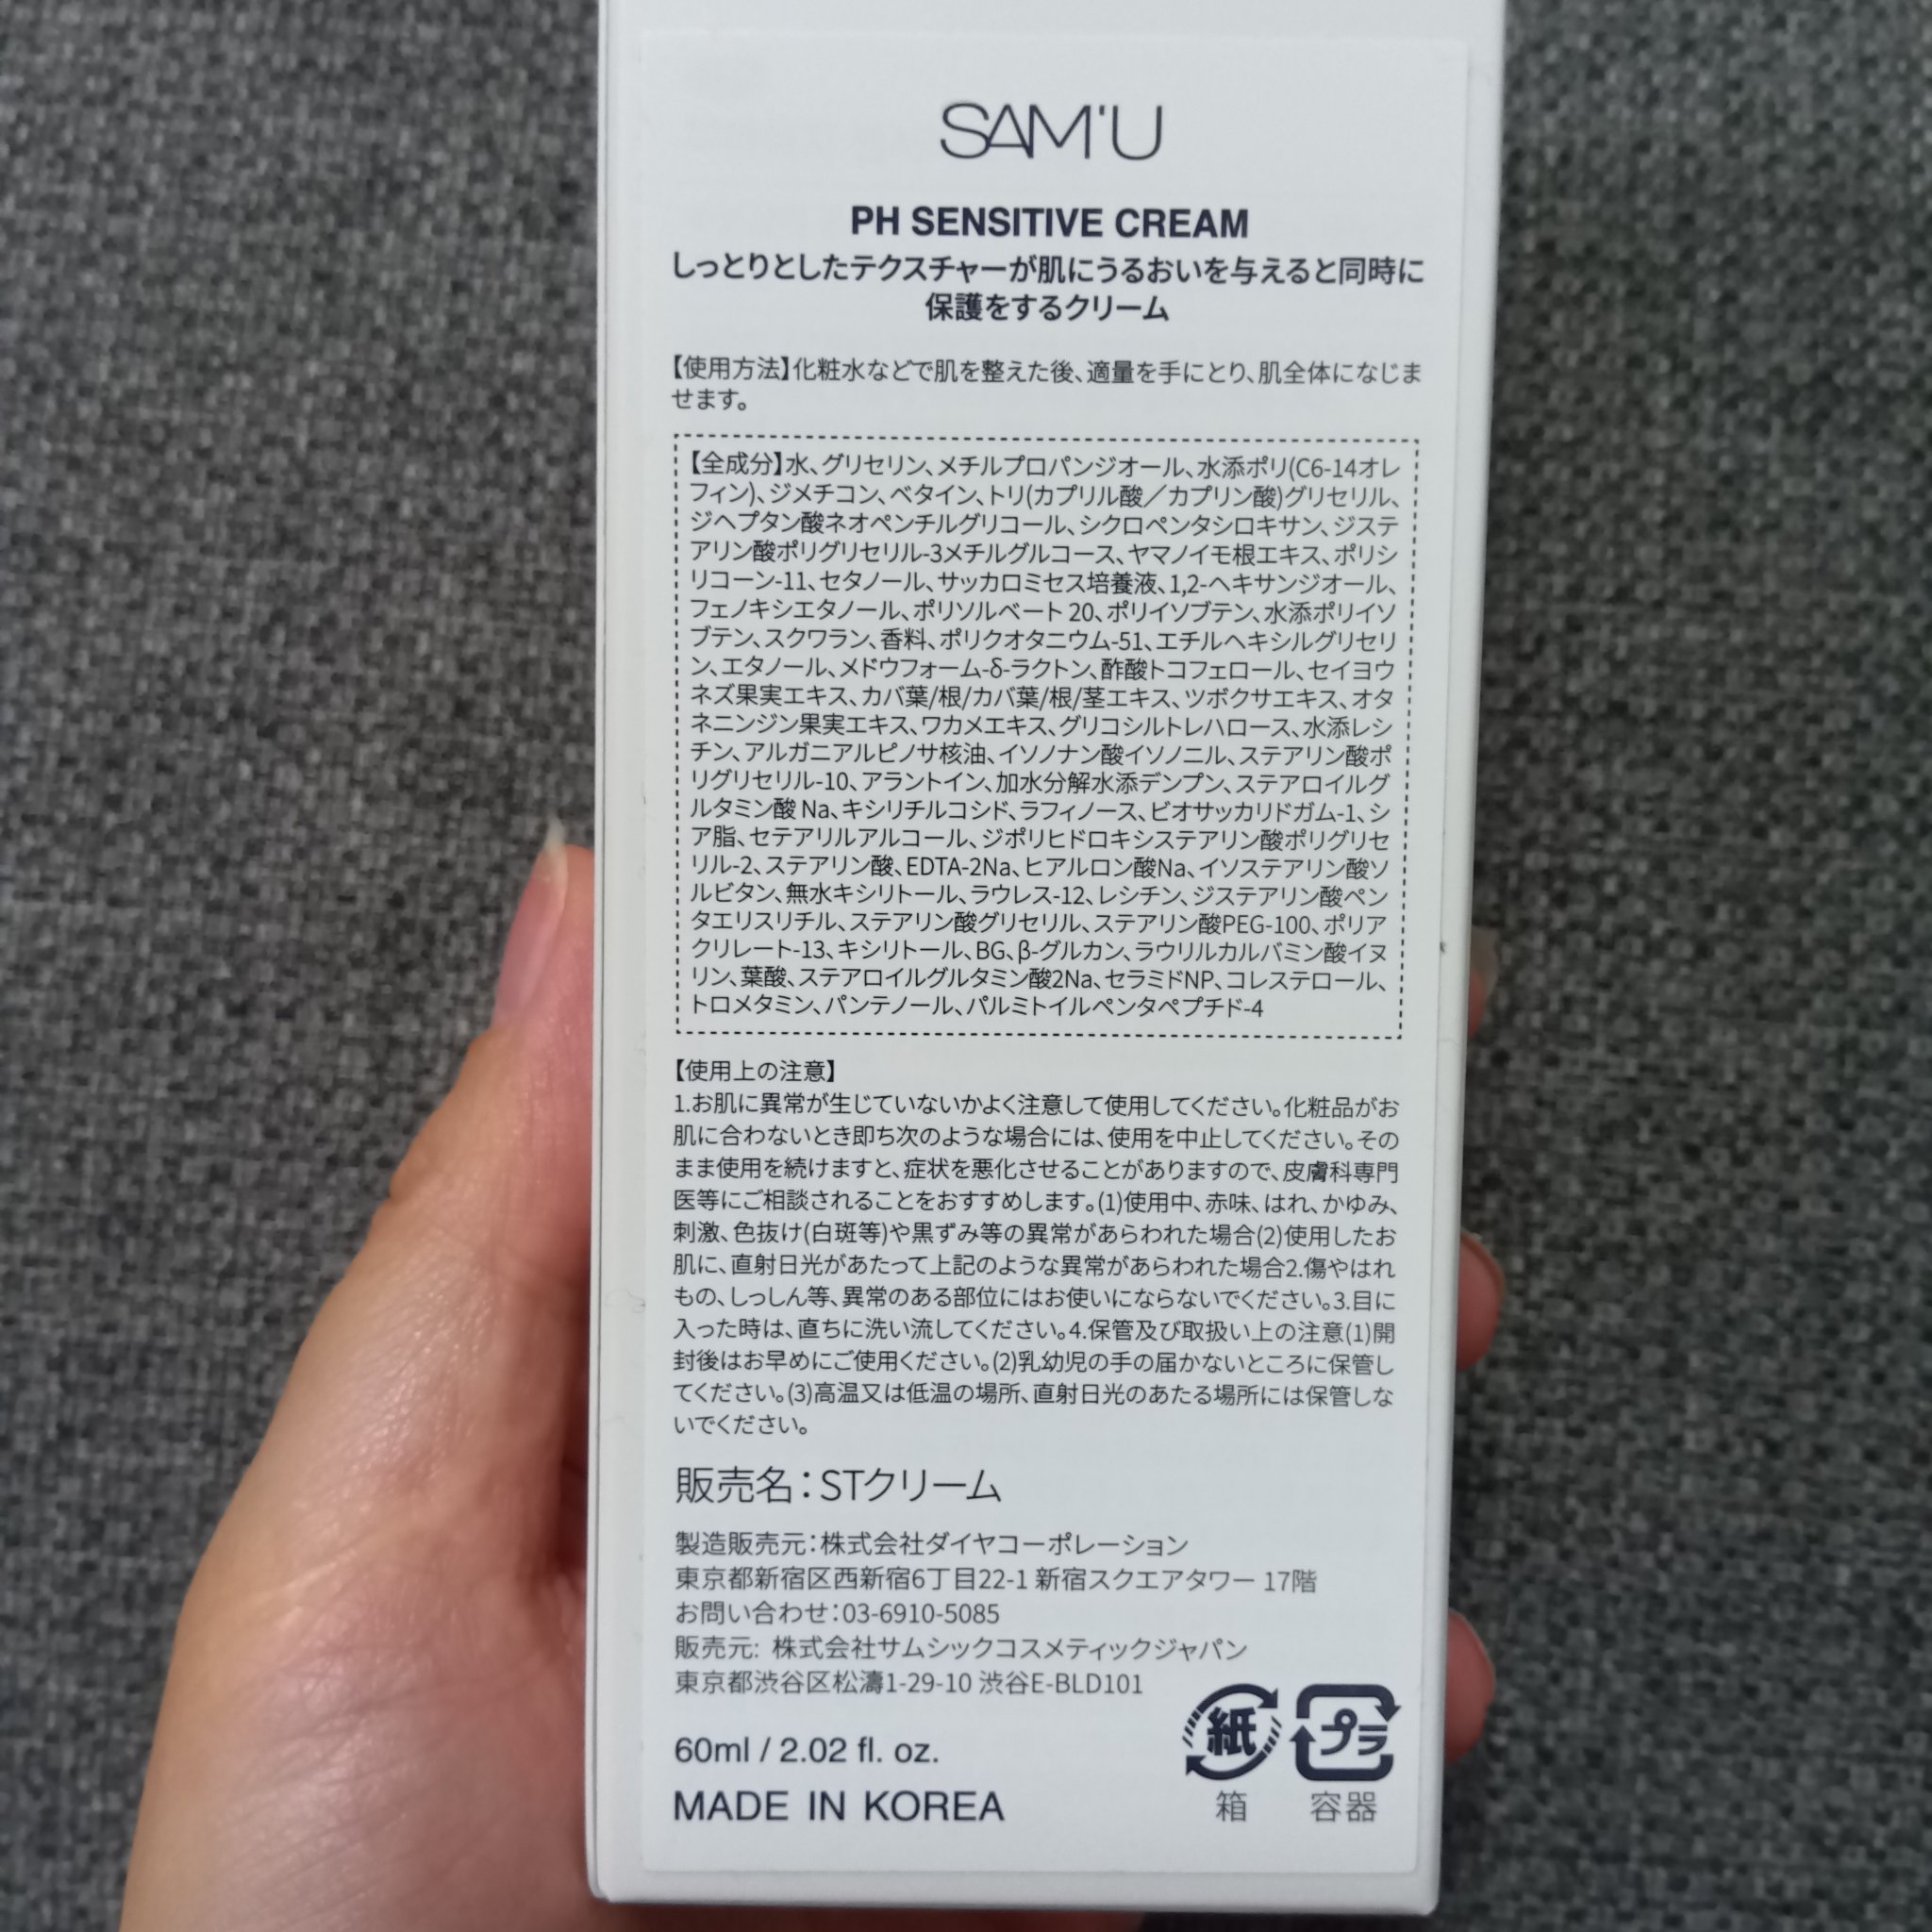 SAM'U
PH SENSITIVE CREAM
しっとりとしたテクスチャーが肌にうるおいを与えると同時に
保護をするクリーム
【使用方法】化粧水などで肌を整えた後、適量を手にとり、肌全体になじま
せます。
【全成分】水、グリセリン、メチルプロパンジオール、水添ポリ(C6-14オレ
フィン)、ジメチコン、ベタイン、トリ(カプリル酸／カプリン酸)グリセリル、
ジヘプタン酸ネオペンチルグリコール、シクロペンタシロキサン、ジステ
アリン酸ポリグリセリル-3メチルグルコース、ヤマノイモ根エキス、ポリシ
リコーン-11、セタノール、サッカロミセス培養液、1,2-ヘキサンジオール、
フェノキシエタノール、ポリソルベート 20、ポリイソブテン、水添ポリイソ
ブテン、スクワラン、香料、ポリクオタニウム-51、エチルヘキシルグリセリ
ン、エタノール、メドウフォーム-δ-ラクトン、酢酸トコフェロール、セイヨウ
ネズ果実エキス、カバ葉/根/カバ葉/根/茎エキス、ツボクサエキス、オタ
ネニンジン果実エキス、ワカメエキス、グリコシルトレハロース、水添レシ
チン、アルガニアルピノサ核油、イソノナン酸イソノニル、ステアリン酸ポ
リグリセリル-10、アラントイン、加水分解水添デンプン、ステアロイルグ
ルタミン酸 Na、キシリチルコシド、ラフィノース、ビオサッカリドガム-1、シ
ア脂、セテアリルアルコール、ジポリヒドロキシステアリン酸ポリグリセ
リル-2、ステアリン酸、EDTA-2Na、ヒアルロン酸Na、イソステアリン酸ソ
ルビタン、無水キシリトール、ラウレス-12、レシチン、ジステアリン酸ペン
タエリスリチル、ステアリン酸グリセリル、ステアリン酸PEG-100、ポリア
クリレート-13、キシリトール、BG、β-グルカン、ラウリルカルバミン酸イヌ
リン、葉酸、ステアロイルグルタミン酸2Na、セラミドNP、コレステロール、
トロメタミン、パンテノール、パルミトイルペンタペプチド-4
【使用上の注意】
1.お肌に異常が生じていないかよく注意して使用してください。化粧品がお
肌に合わないとき即ち次のような場合には、使用を中止してください。その
まま使用を続けますと、症状を悪化させることがありますので、皮膚科専門
医等にご相談されることをおすすめします。(1)使用中、赤味、はれ、かゆみ、
刺激、色抜け(白斑等)や黒ずみ等の異常があらわれた場合(2)使用したお
肌に、直射日光があたって上記のような異常があらわれた場合2.傷やはれ
もの、しっしん等、異常のある部位にはお使いにならないでください。3.目に
入った時は、直ちに洗い流してください。4.保管及び取扱い上の注意(1)開
封後はお早めにご使用ください。(2)乳幼児の手の届かないところに保管し
てください。(3)高温又は低温の場所、直射日光のあたる場所には保管しな
いでください。
販売名：STクリーム
製造販売元：株式会社ダイヤコーポレーション
東京都新宿区西新宿6丁目22-1 新宿スクエアタワー 17階
お問い合わせ：03-6910-5085
販売元: 株式会社サムシックコスメティックジャパン
東京都渋谷区松濤1-29-10 渋谷E-BLD101
60ml / 2.02 fl. oz.
MADE IN KOREA
紙 プラ
箱 容器